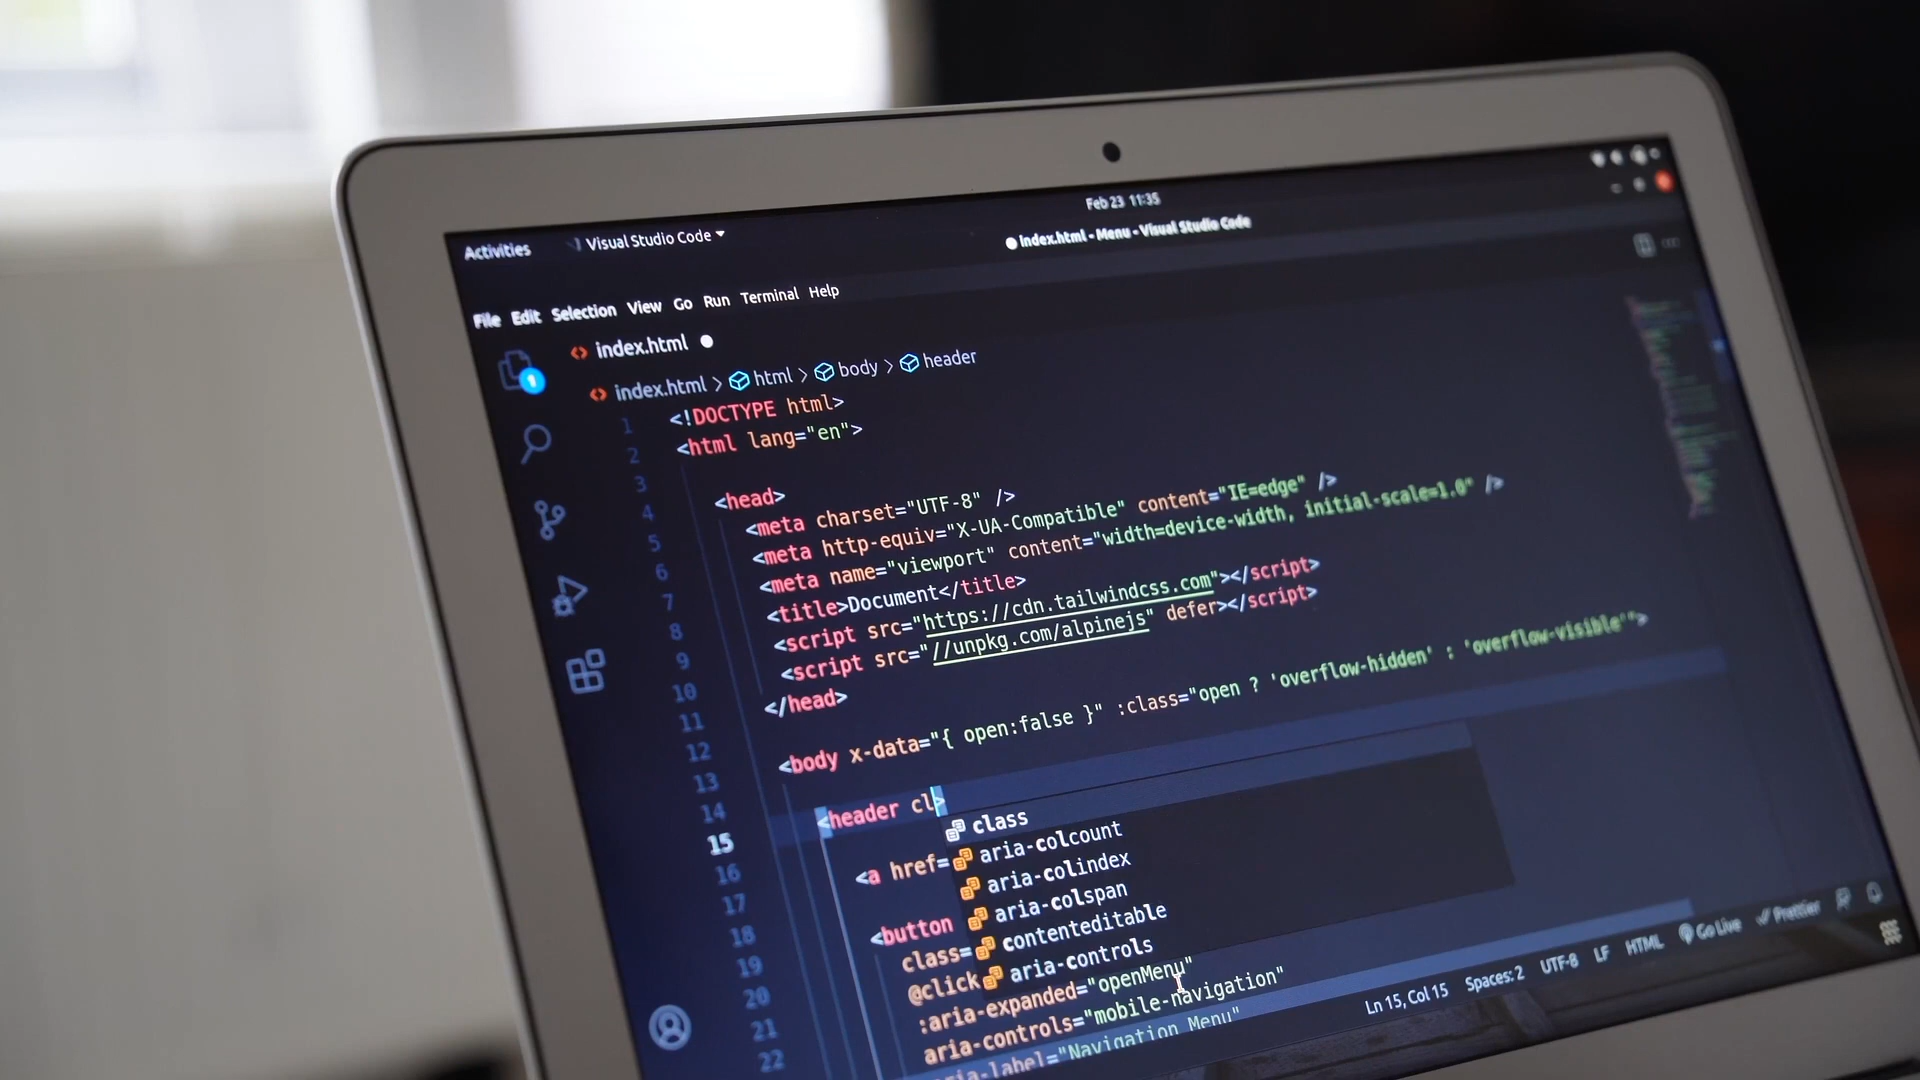 Feb 23 11:35
Activities
Visual Studio Code
index.html - Menu - Visual Studio Code
File Edit Selection View Go Run Terminal Help
index.html
1
index.html > html > body > header
1 <!DOCTYPE html>
2 <html lang="en">
3
4 <head>
5 <meta charset="UTF-8" />
6 <meta http-equiv="X-UA-Compatible" content="IE=edge" />
7 <meta name="viewport" content="width=device-width, initial-scale=1.0" />
8 <title>Document</title>
9 <script src="https://cdn.tailwindcss.com"></script>
10 <script src="//unpkg.com/alpinejs" defer></script>
11 </head>
12
13 <body x-data="{ open:false }" :class="open ? 'overflow-hidden' : 'overflow-visible'">
14
15 <header cl>
class
16
aria-colcount
17 <a href=
aria-colindex
18
aria-colspan
19 <button
contenteditable
20 class=
aria-controls
21 @click
22 :aria-expanded="openMenu"
aria-controls="mobile-navigation"
aria-label="Navigation Menu"
Ln 15, Col 15 Spaces: 2 UTF-8 LF HTML Go Live Prettier